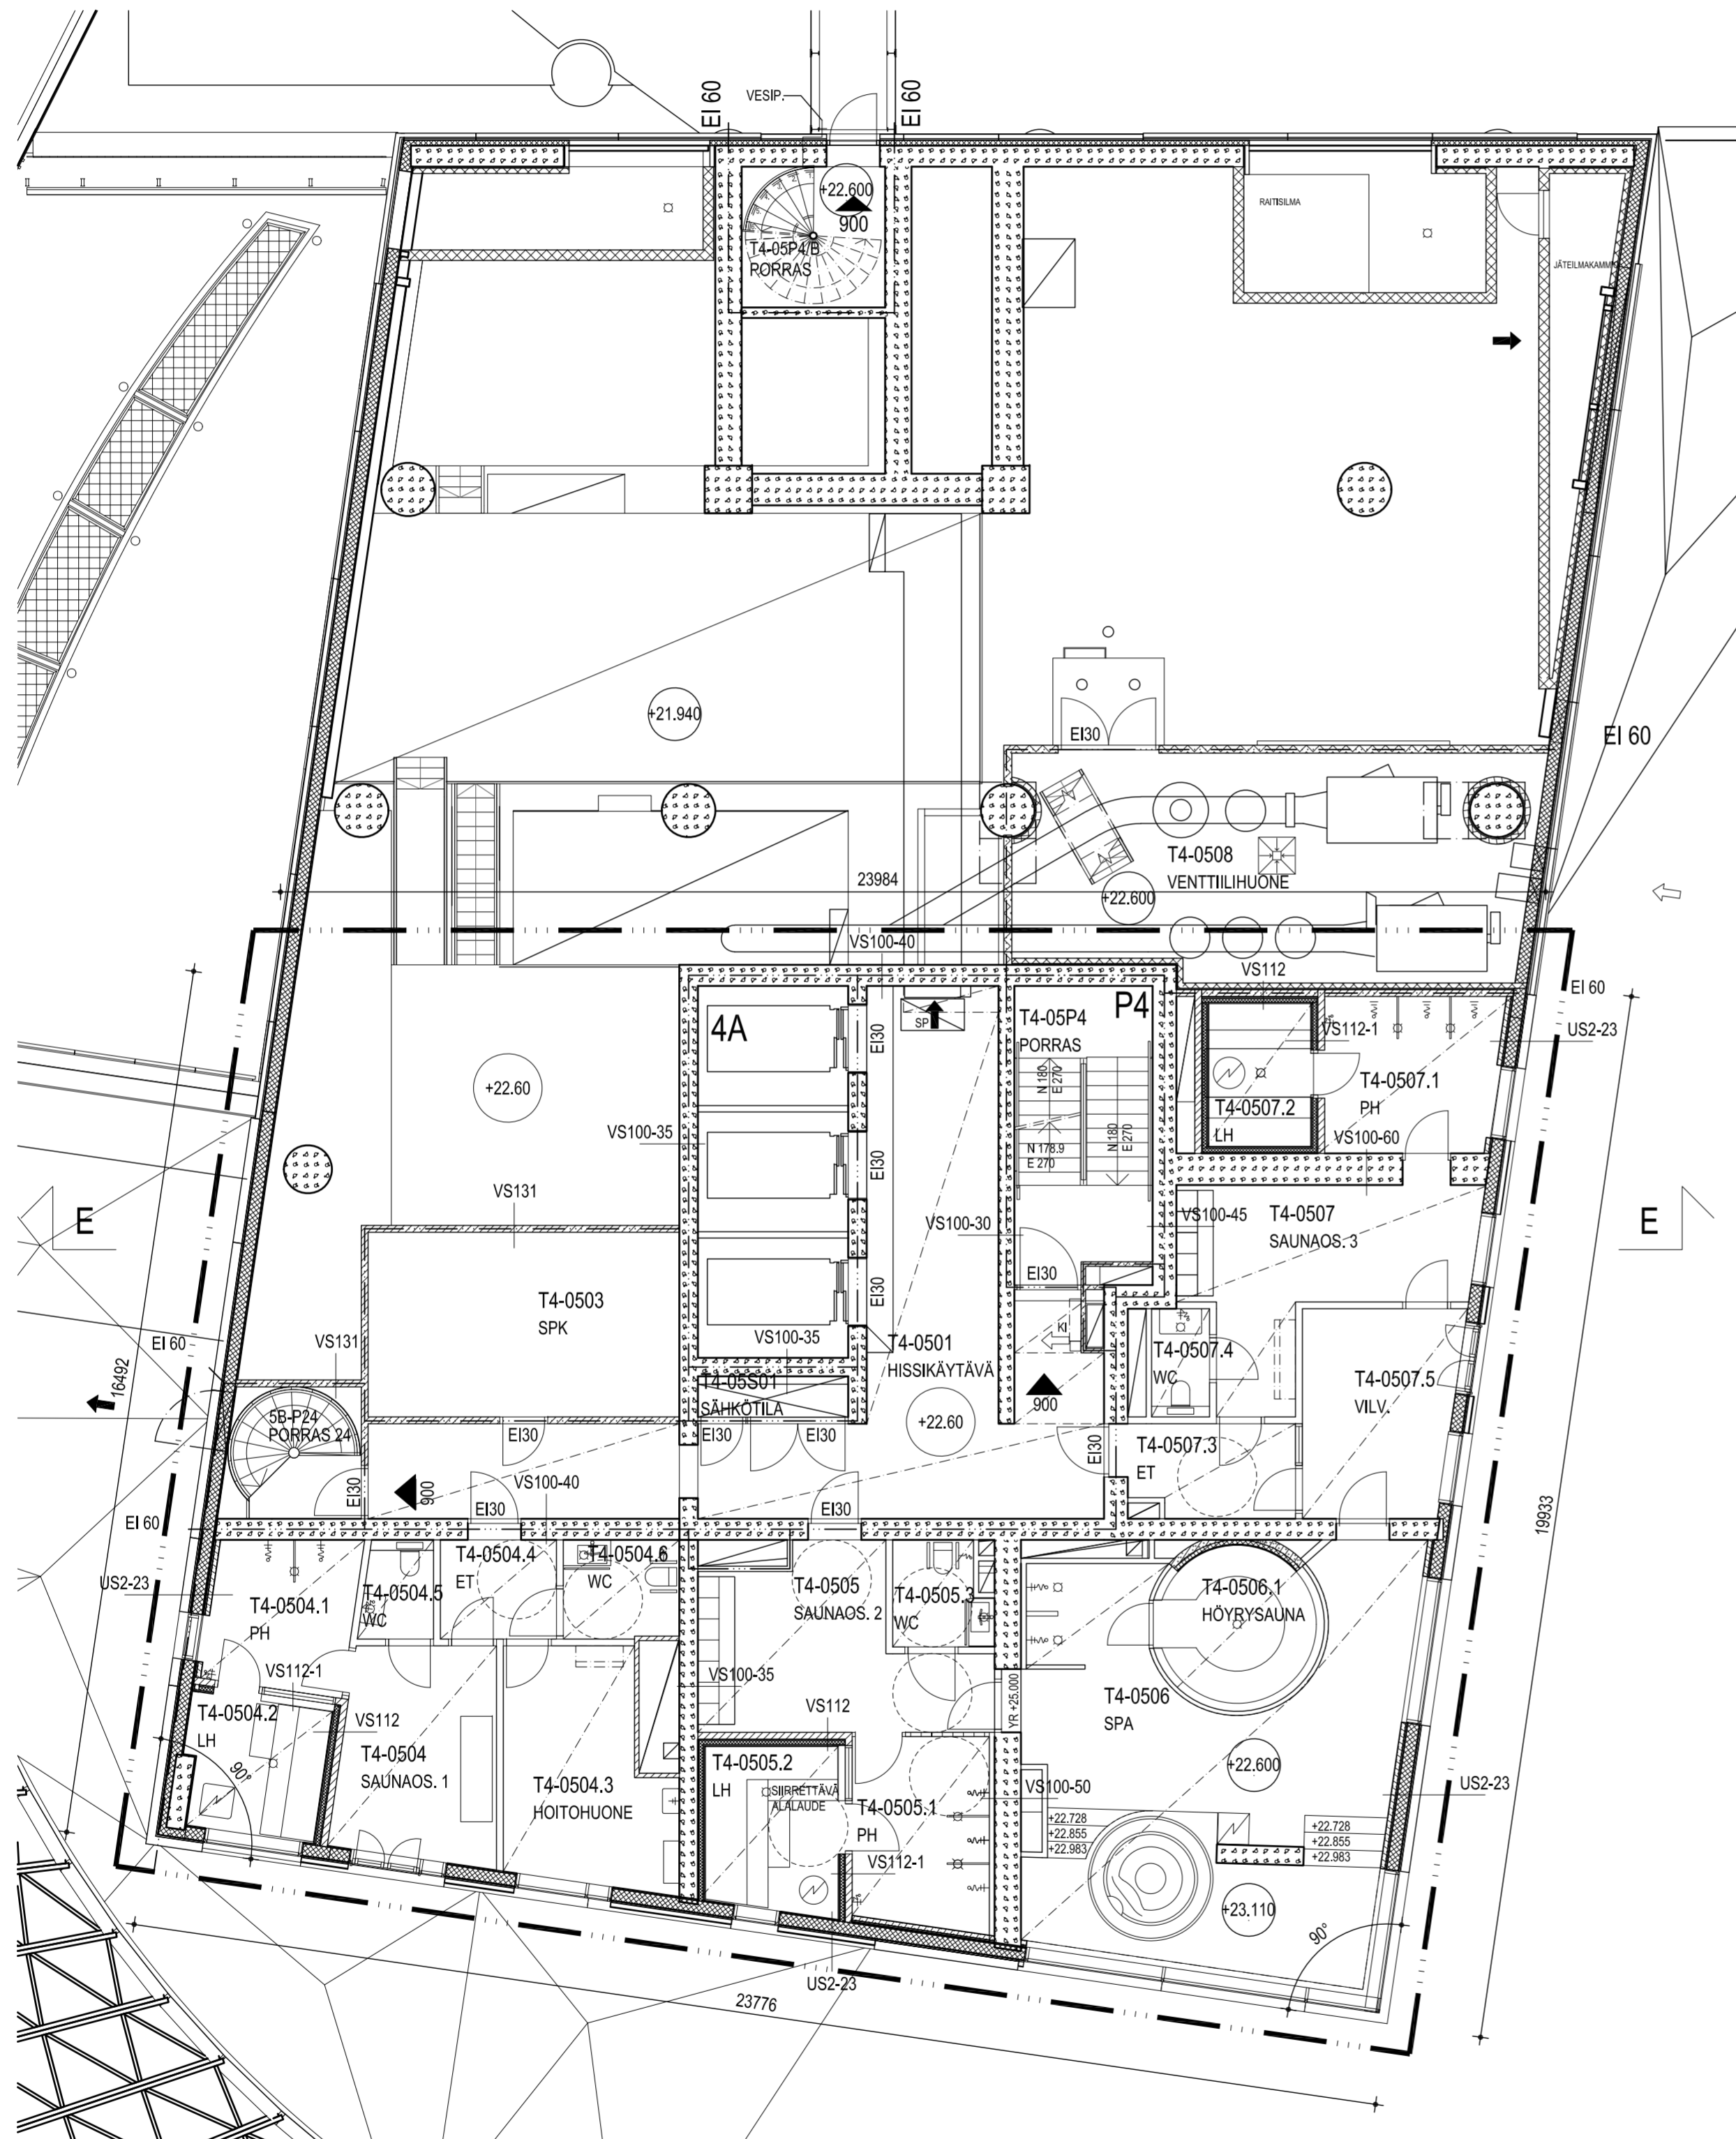 EI 60
VESIP.
EI 60
+22.600
900
T4-05P4/B
PORRAS
RAITISILMA
JÄTEILMAKAMMI
+21.940
EI30
EI 60
T4-0508
VENTTIILIHUONE
23984
+22.600
VS100-40
VS112
EI 60
4A
SP
EI30
T4-05P4
PORRAS
P4
VS112-1
US2-23
N 180
E 270
N 180
E 270
N 178.9
E 270
T4-0507.1
PH
T4-0507.2
LH
VS100-60
+22.60
VS100-35
EI30
VS131
VS100-30
VS100-45
T4-0507
SAUNAOS. 3
E
E
EI30
EI30
T4-0503
SPK
VS100-35
KI
T4-0501
HISSIKÄYTÄVÄ
T4-0507.4
WC
EI 60
VS131
16492
T4-05S01
SÄHKÖTILA
900
T4-0507.5
VILV.
+22.60
5B-P24
PORRAS 24
EI30
EI30
EI30
EI30
T4-0507.3
ET
EI30
900
VS100-40
EI30
EI30
EI 60
19933
US2-23
T4-0504.1
PH
T4-0504.5
WC
T4-0504.4
ET
T4-0504.6
WC
T4-0505
SAUNAOS. 2
T4-0505.3
WC
T4-0506.1
HÖYRYSAUNA
VS112-1
VS100-35
YR +25.000
T4-0506
SPA
T4-0504.2
LH
VS112
VS112
90°
T4-0504
SAUNAOS. 1
T4-0504.3
HOITOHUONE
T4-0505.2
LH
SIIRRETTÄVÄ
ALALAUDE
T4-0505.1
PH
VS112-1
+22.600
VS100-50
US2-23
+22.728
+22.855
+22.983
+22.728
+22.855
+22.983
+23.110
90°
US2-23
23776